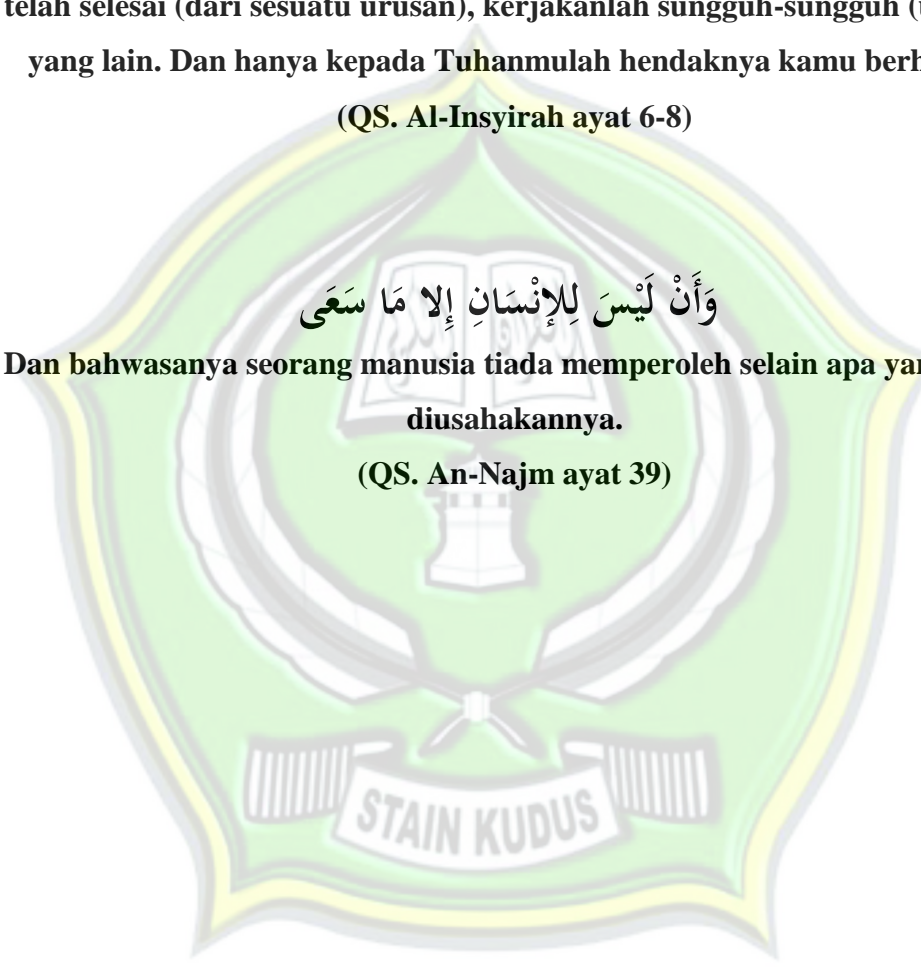 telah selesai (dari sesuatu urusan), kerjakanlah sungguh-sungguh (
yang lain. Dan hanya kepada Tuhanmulah hendaknya kamu
(QS. Al-Insyirah ayat 6-8)
وَأَنْ لَيْسَ لِلإِنْسَانِ إِلا مَا سَعَى
Dan bahwasanya seorang manusia tiada memperoleh selain apa
diusahakannya.
(QS. An-Najm ayat 39)
STAIN KUDUS